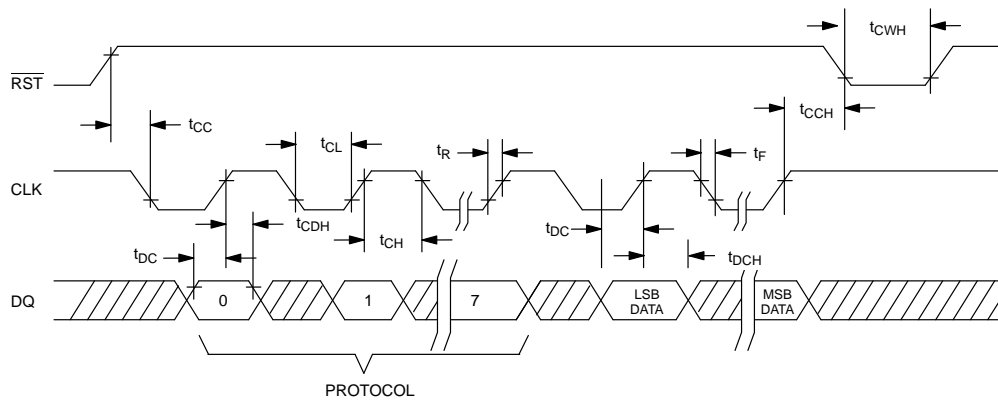 tCWH
RST
tCC
tCCH
tCL
tR
tF
CLK
tCDH
tCH
tDC
tDC
tDCH
DQ
0
1
7
LSB
DATA
MSB
DATA
PROTOCOL